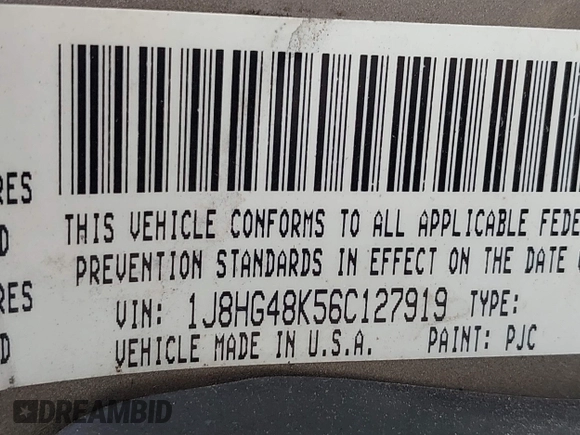 RES
D
RES
D
THIS VEHICLE CONFORMS TO ALL APPLICABLE FEDE
PREVENTION STANDARDS IN EFFECT ON THE DATE
VIN: 1J8HG48K56C127919 TYPE:
VEHICLE MADE IN U.S.A. PAINT: PJC
DREAMBID